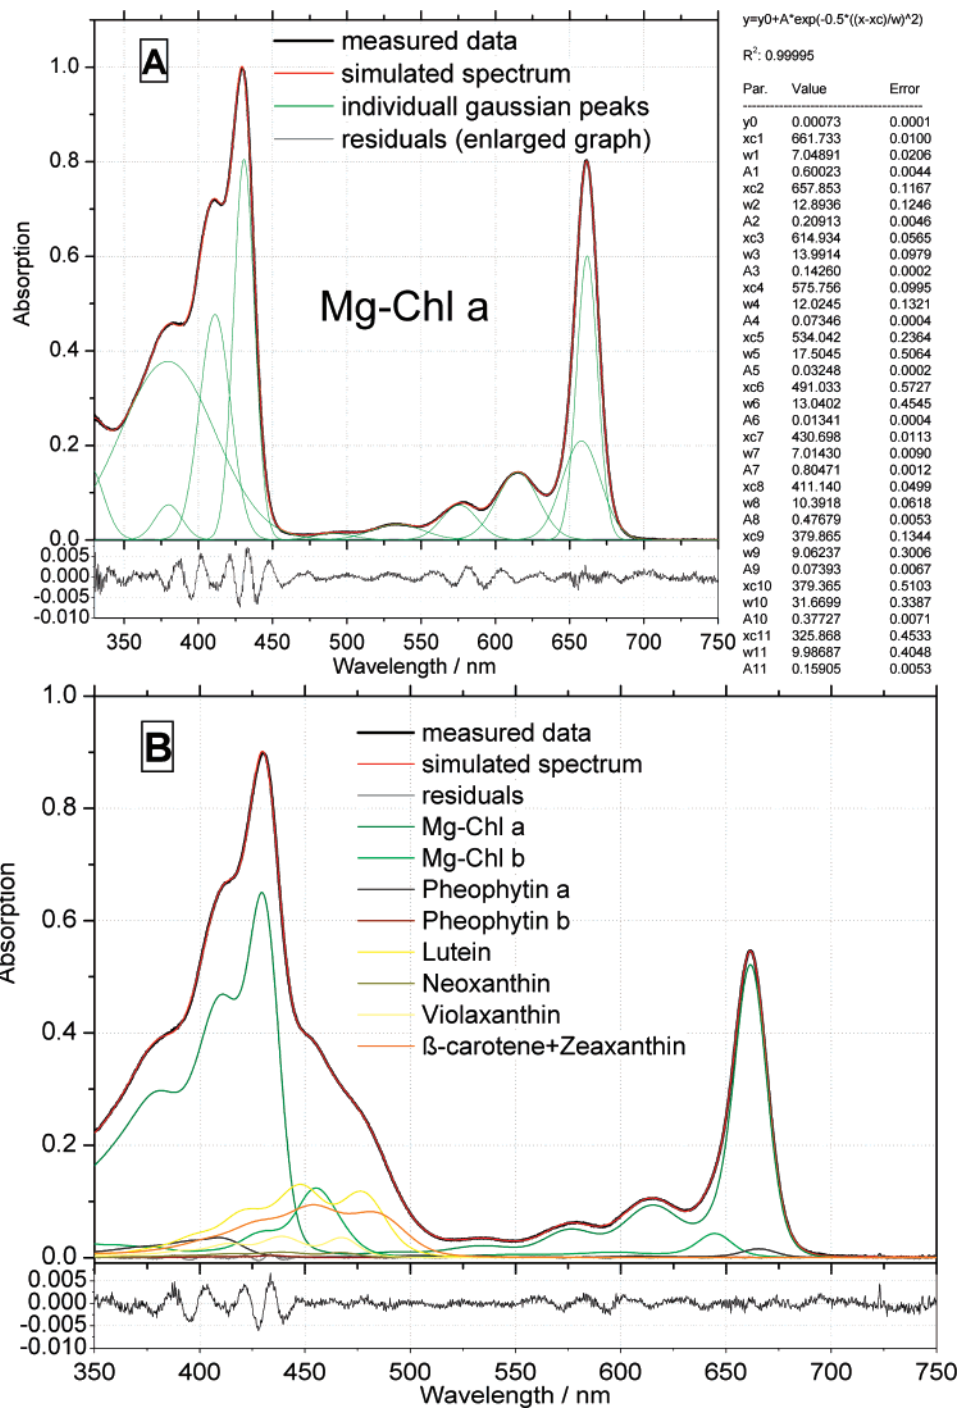 A
measured data
simulated spectrum
individuall gaussian peaks
residuals (enlarged graph)
Mg-Chl a
Absorption
1.0
0.8
0.6
0.4
0.2
0.0
0.005
0.000
-0.005
-0.010
350 400 450 500 550 600 650 700 750
Wavelength / nm
y=y0+A*exp(-0.5*((x-xc)/w)^2)
R²: 0.99995
Par. Value Error
y0 0.00073 0.0001
xc1 661.733 0.0100
w1 7.04891 0.0206
A1 0.60023 0.0044
xc2 657.853 0.1167
w2 12.8936 0.1246
A2 0.20913 0.0046
xc3 614.934 0.0565
w3 13.9914 0.0979
A3 0.14260 0.0002
xc4 575.756 0.0995
w4 12.0245 0.1321
A4 0.07346 0.0004
xc5 534.042 0.2364
w5 17.5045 0.5064
A5 0.03248 0.0002
xc6 491.033 0.5727
w6 13.0402 0.4545
A6 0.01341 0.0004
xc7 430.698 0.0113
w7 7.01430 0.0090
A7 0.80471 0.0012
xc8 411.140 0.0499
w8 10.3918 0.0618
A8 0.47679 0.0053
xc9 379.865 0.1344
w9 9.06237 0.3006
A9 0.07393 0.0067
xc10 379.365 0.5103
w10 31.6699 0.3387
A10 0.37727 0.0071
xc11 325.868 0.4533
w11 9.98687 0.4048
A11 0.15905 0.0053
B
measured data
simulated spectrum
residuals
Mg-Chl a
Mg-Chl b
Pheophytin a
Pheophytin b
Lutein
Neoxanthin
Violaxanthin
ß-carotene+Zeaxanthin
Absorption
1.0
0.8
0.6
0.4
0.2
0.0
0.005
0.000
-0.005
-0.010
350 400 450 500 550 600 650 700 750
Wavelength / nm